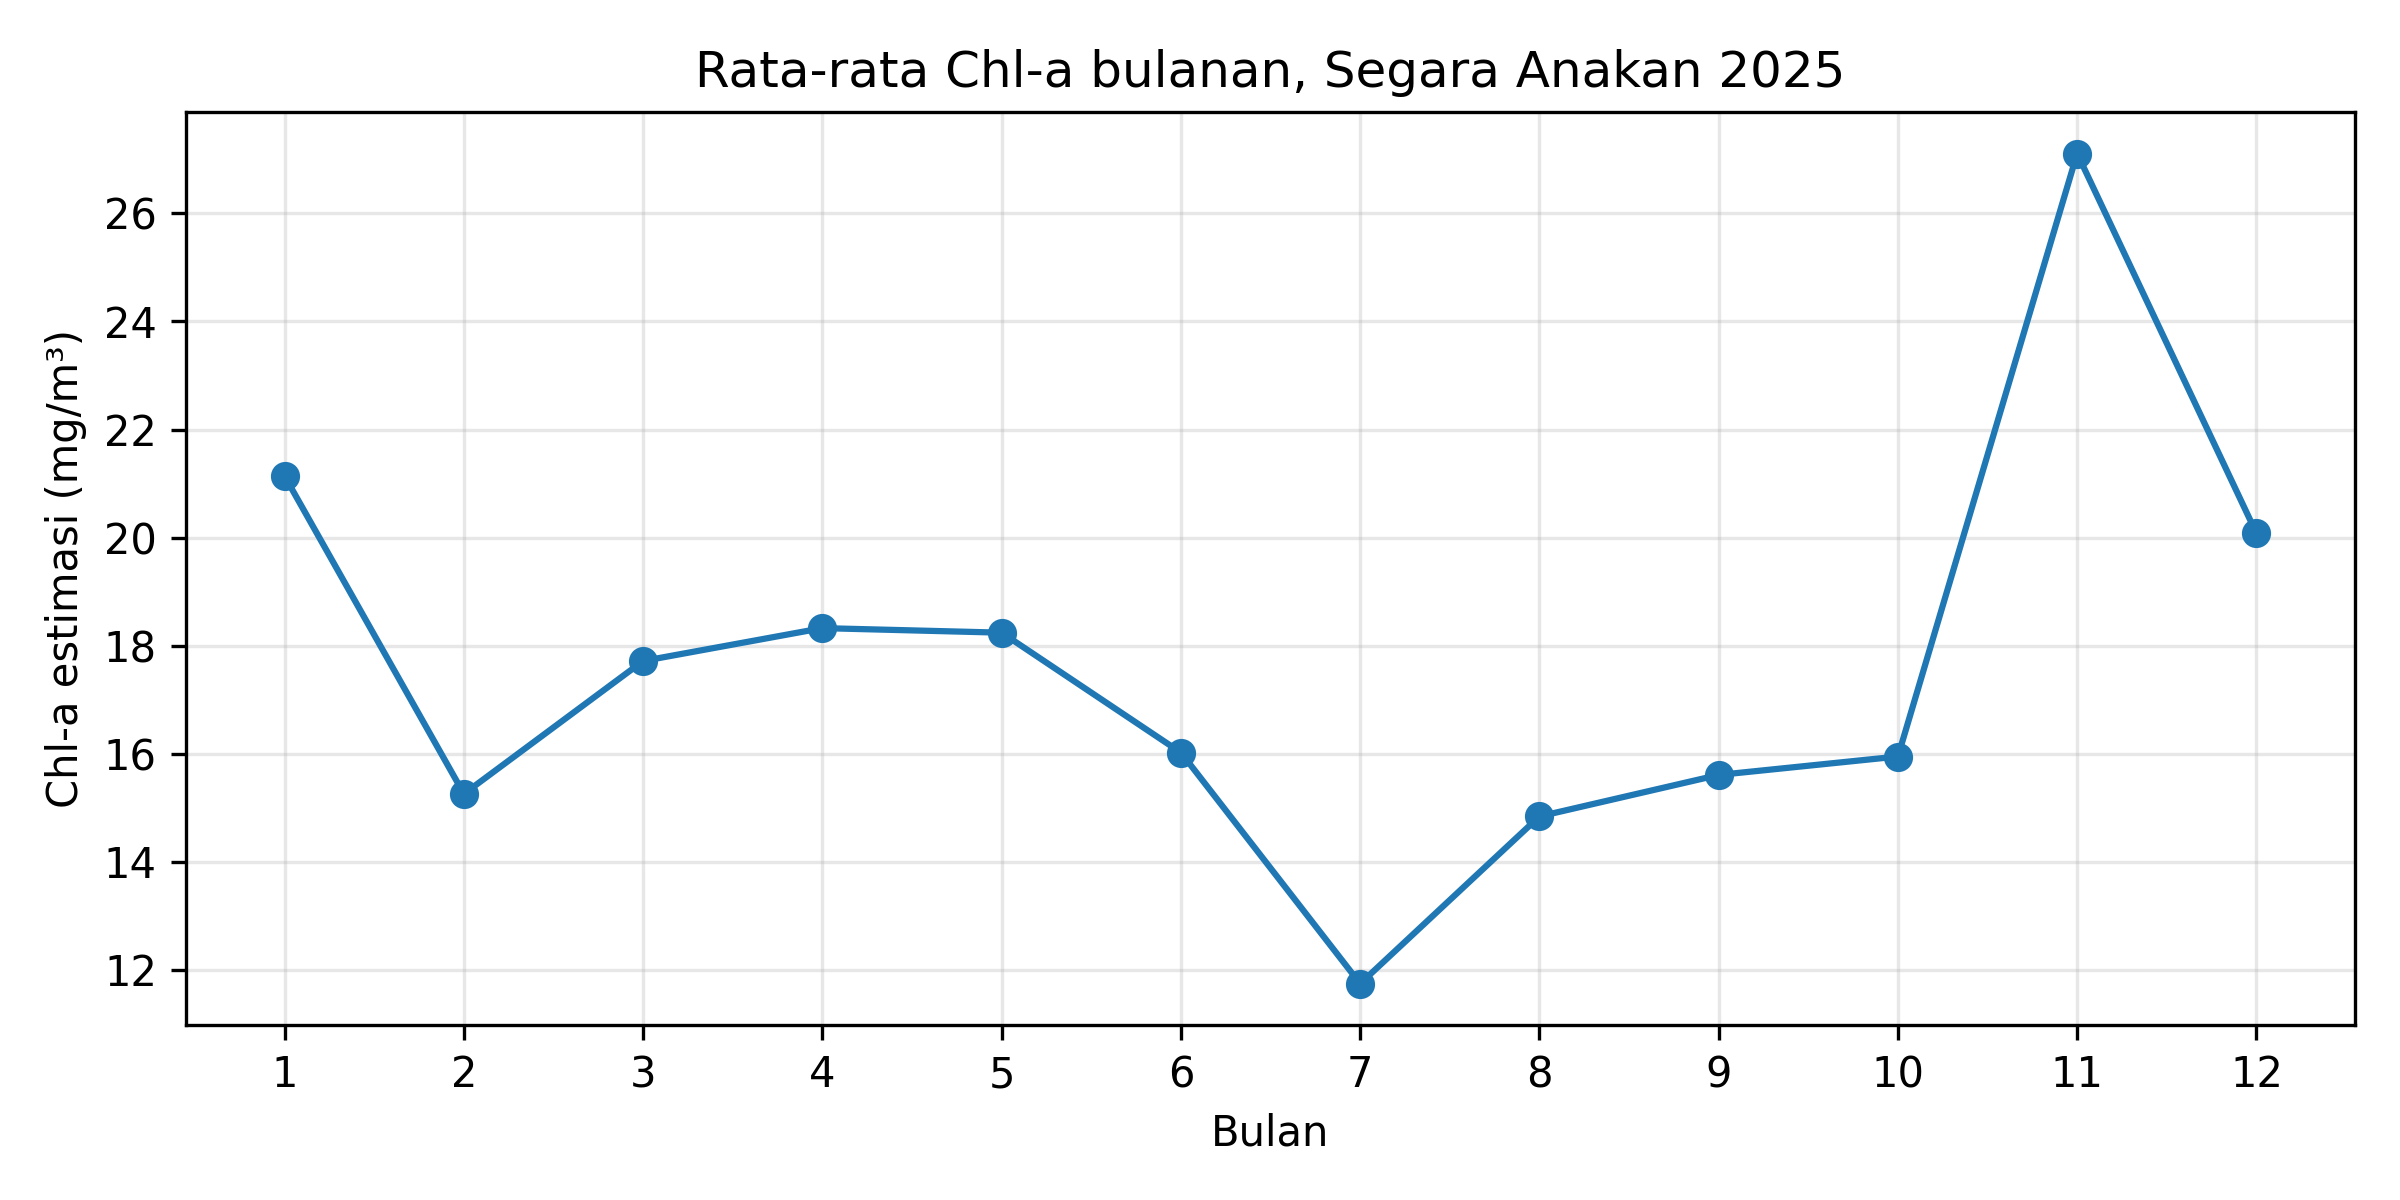 Rata-rata Chl-a bulanan, Segara Anakan 2025
Chl-a estimasi (mg/m³)
26
24
22
20
18
16
14
12
1 2 3 4 5 6 7 8 9 10 11 12
Bulan